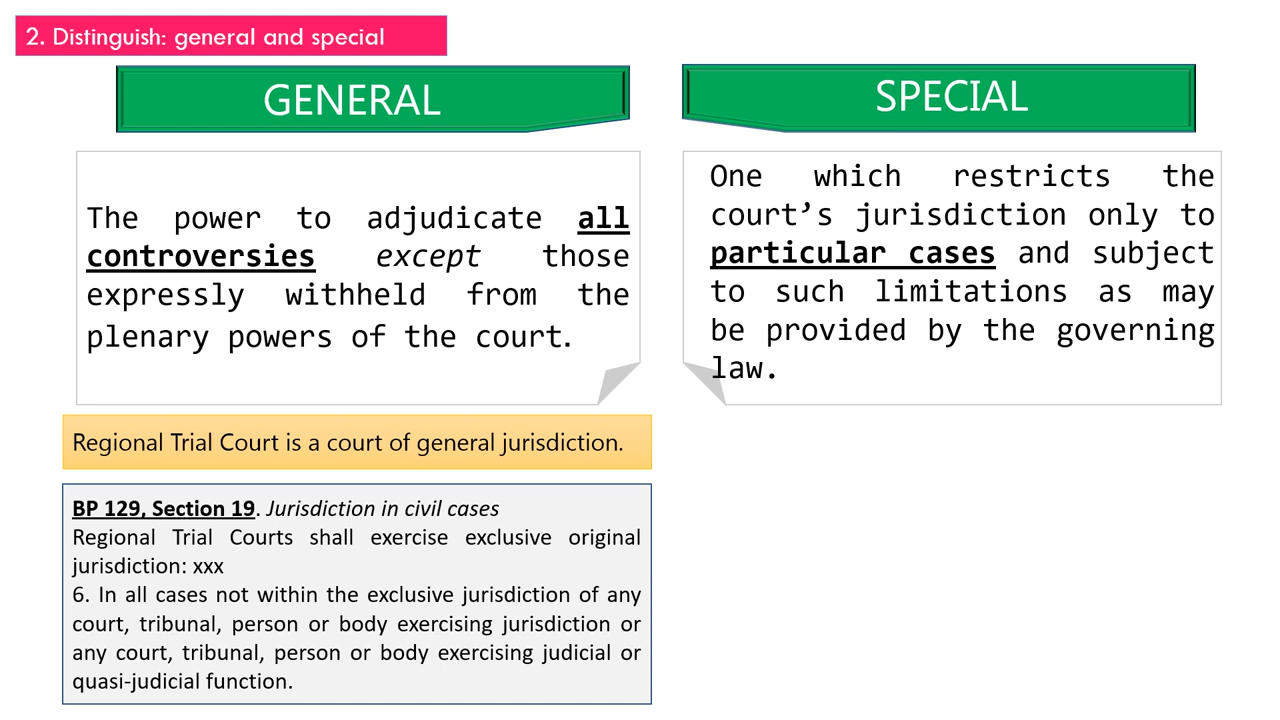 2. Distinguish: general and special
GENERAL
The power to adjudicate all
controversies except those
expressly withheld from the
plenary powers of the court.
SPECIAL
One which restricts the
court’s jurisdiction only to
particular cases and subject
to such limitations as may
be provided by the governing
law.
Regional Trial Court is a court of general jurisdiction.
BP 129, Section 19. Jurisdiction in civil cases
Regional Trial Courts shall exercise exclusive original
jurisdiction: xxx
6. In all cases not within the exclusive jurisdiction of any
court, tribunal, person or body exercising jurisdiction or
any court, tribunal, person or body exercising judicial or
quasi-judicial function.